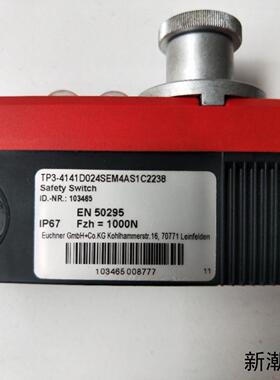 TP3-4141D024SEM4AS1C2238
Safety Switch
ID.-NR.: 103465
EN 50295
IP67 Fzh = 1000N
Euchner GmbH+Co.KG Kohlhammerstr.16, 70771 Leinfelden
103465 008777
11
新潮